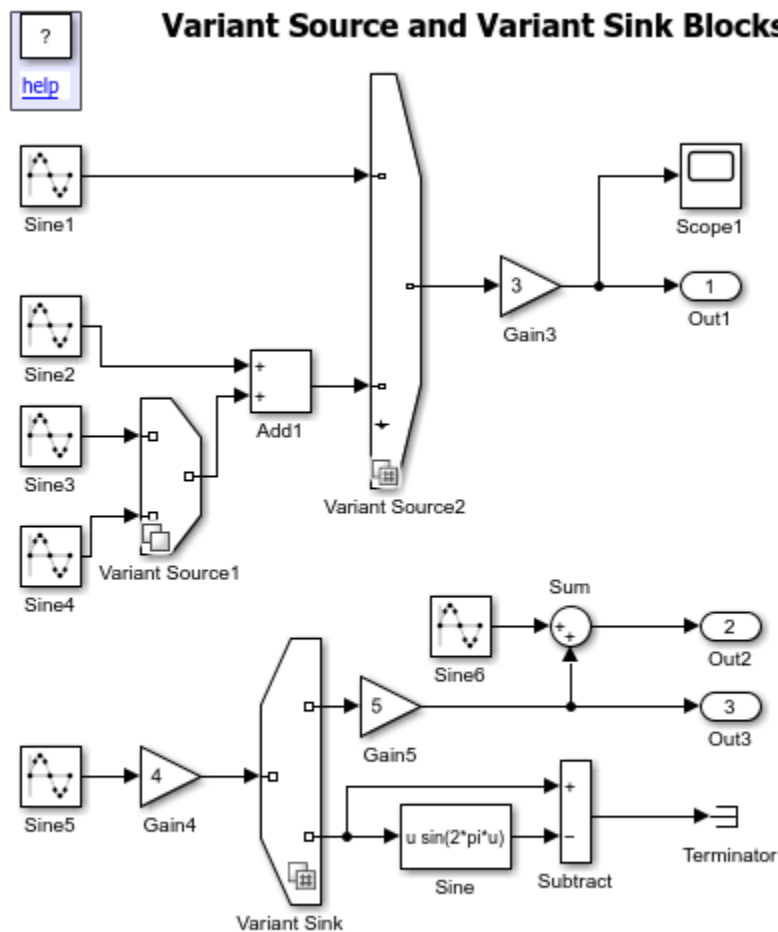 Variant Source and Variant Sink Blocks
?
help
Sine1
Scope1
3
Gain3
1
Out1
Sine2
+
+
Add1
Sine3
Variant Source2
Variant Source1
Sine4
Sum
+
+
Sine6
2
Out2
5
Gain5
3
Out3
Sine5
4
Gain4
u sin(2*pi*u)
Sine
+
−
Subtract
Terminator
Variant Sink